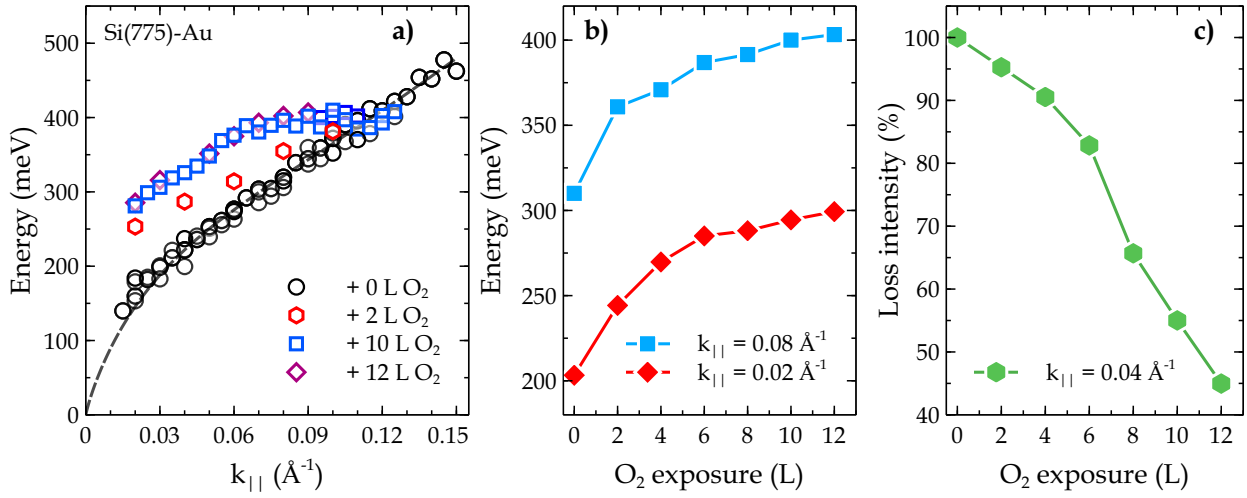 Si(775)-Au
a)
Energy (meV)
500
400
300
200
100
0
+ 0 L O₂
+ 2 L O₂
+ 10 L O₂
+ 12 L O₂
0 0.03 0.06 0.09 0.12 0.15
k|| (Å⁻¹)
b)
Energy (meV)
400
350
300
250
200
k|| = 0.08 Å⁻¹
k|| = 0.02 Å⁻¹
0 2 4 6 8 10 12
O₂ exposure (L)
c)
Loss intensity (%)
100
90
80
70
60
50
40
k|| = 0.04 Å⁻¹
0 2 4 6 8 10 12
O₂ exposure (L)